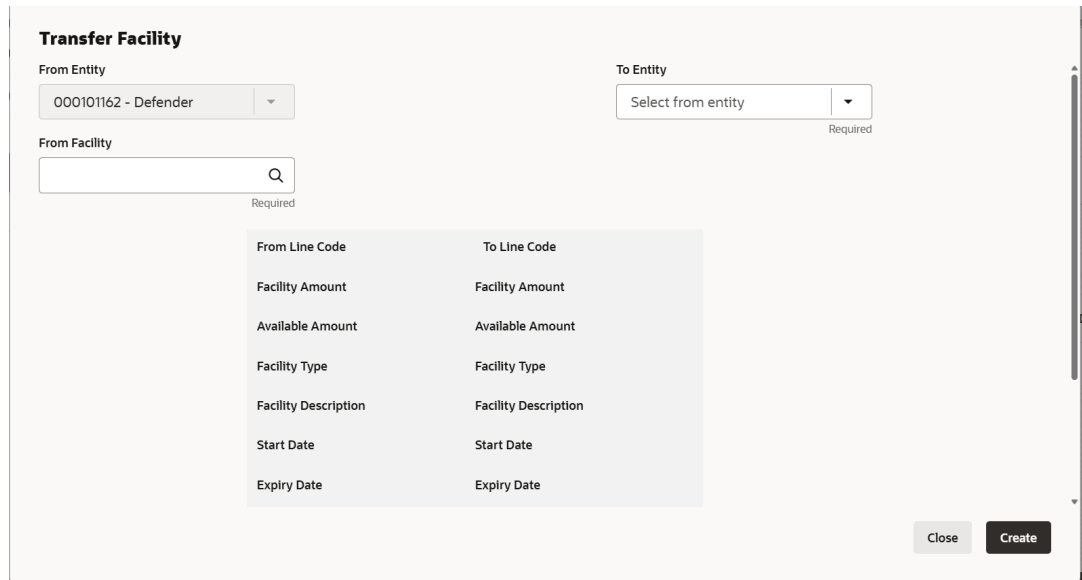 Transfer Facility
From Entity
To Entity
000101162 - Defender
Select from entity
Required
From Facility
Required
From Line Code To Line Code
Facility Amount Facility Amount
Available Amount Available Amount
Facility Type Facility Type
Facility Description Facility Description
Start Date Start Date
Expiry Date Expiry Date
Close Create